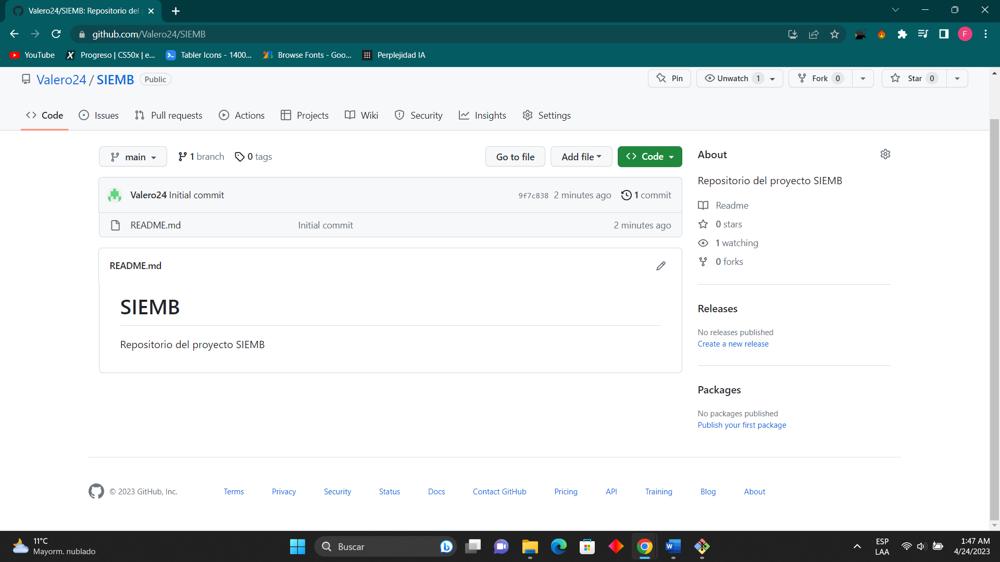 Valero24/SIEMB: Repositorio del
github.com/Valero24/SIEMB
F
YouTube
Progreso | CS50x | e...
Tabler Icons - 1400...
Browse Fonts - Goo...
Perplejidad IA
Valero24 / SIEMB Public
Pin
Unwatch 1
Fork 0
Star 0
Code
Issues
Pull requests
Actions
Projects
Wiki
Security
Insights
Settings
main
1 branch
0 tags
Go to file
Add file
Code
Valero24 Initial commit
9f7c838 2 minutes ago
1 commit
README.md
Initial commit
2 minutes ago
README.md
SIEMB
Repositorio del proyecto SIEMB
About
Repositorio del proyecto SIEMB
Readme
0 stars
1 watching
0 forks
Releases
No releases published
Create a new release
Packages
No packages published
Publish your first package
© 2023 GitHub, Inc.
Terms
Privacy
Security
Status
Docs
Contact GitHub
Pricing
API
Training
Blog
About
11°C
Mayorm. nublado
Buscar
ESP
LAA
1:47 AM
4/24/2023